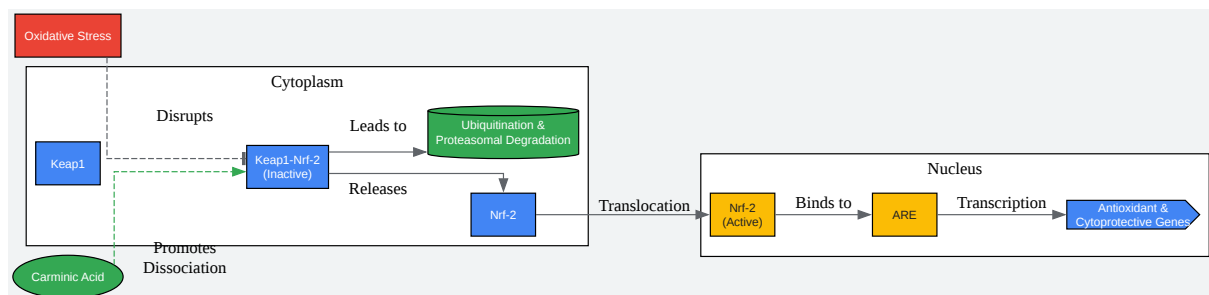 Oxidative Stress
Cytoplasm
Disrupts
Leads to
Ubiquitination &
Proteasomal Degradation
Keap1
Keap1-Nrf-2
(Inactive)
Releases
Nrf-2
Translocation
Nucleus
Nrf-2
(Active)
Binds to
ARE
Transcription
Antioxidant &
Cytoprotective Genes
Promotes
Dissociation
Carminic Acid